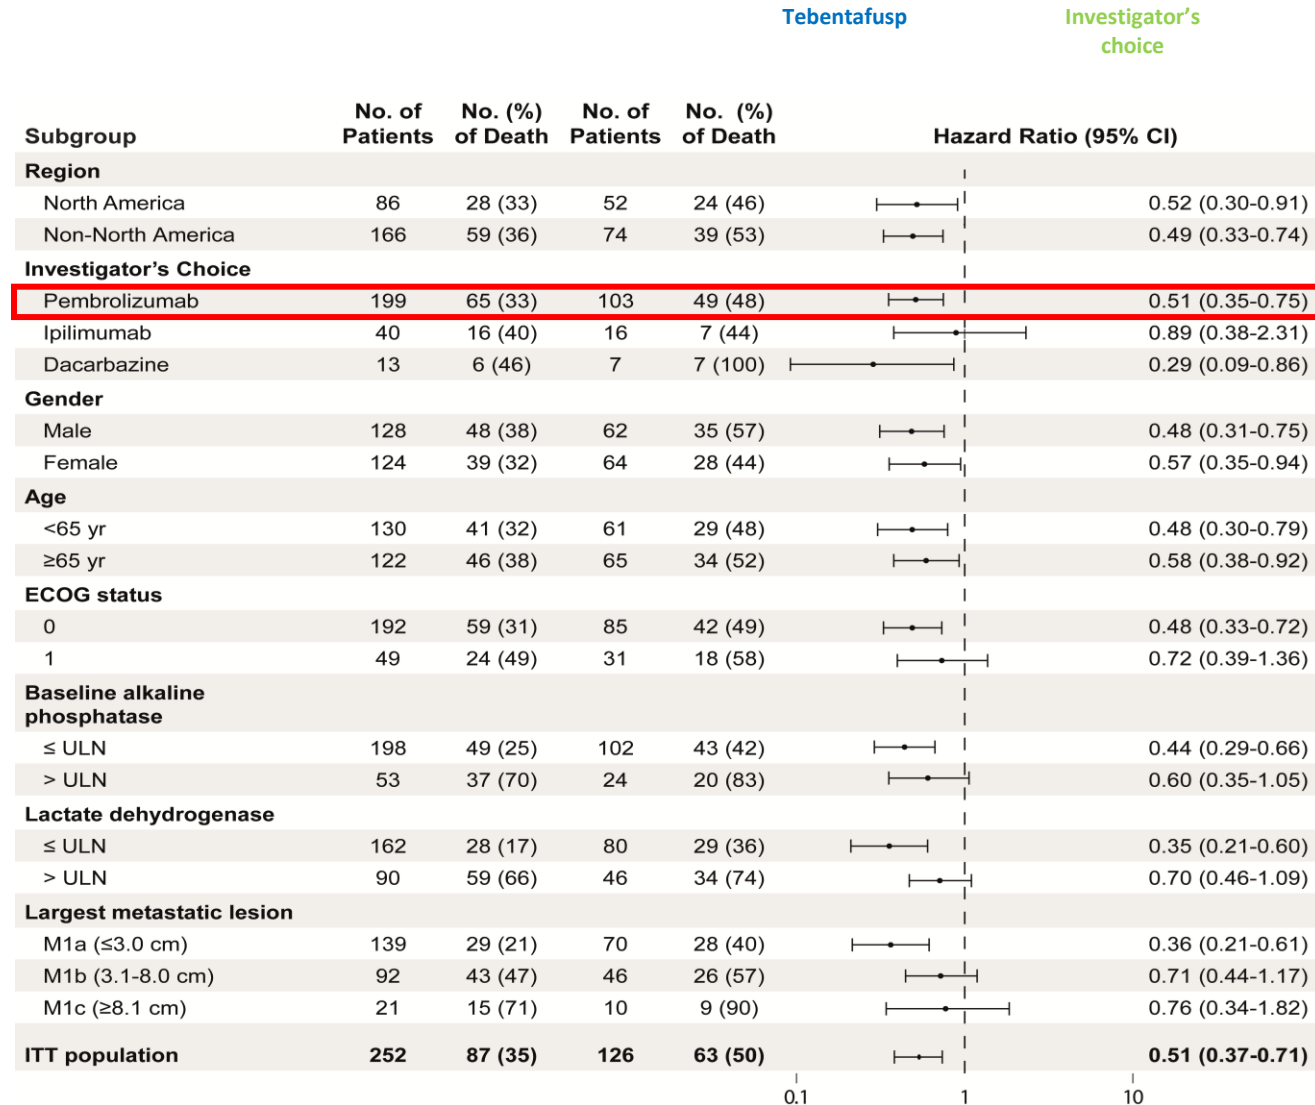 Tebentafusp Investigator’s
choice
No. of No. (%) No. of No. (%)
Subgroup Patients of Death Patients of Death Hazard Ratio (95% CI)
Region
North America 86 28 (33) 52 24 (46) 0.52 (0.30-0.91)
Non-North America 166 59 (36) 74 39 (53) 0.49 (0.33-0.74)
Investigator’s Choice
Pembrolizumab 199 65 (33) 103 49 (48) 0.51 (0.35-0.75)
Ipilimumab 40 16 (40) 16 7 (44) 0.89 (0.38-2.31)
Dacarbazine 13 6 (46) 7 7 (100) 0.29 (0.09-0.86)
Gender
Male 128 48 (38) 62 35 (57) 0.48 (0.31-0.75)
Female 124 39 (32) 64 28 (44) 0.57 (0.35-0.94)
Age
<65 yr 130 41 (32) 61 29 (48) 0.48 (0.30-0.79)
≥65 yr 122 46 (38) 65 34 (52) 0.58 (0.38-0.92)
ECOG status
0 192 59 (31) 85 42 (49) 0.48 (0.33-0.72)
1 49 24 (49) 31 18 (58) 0.72 (0.39-1.36)
Baseline alkaline
phosphatase
≤ ULN 198 49 (25) 102 43 (42) 0.44 (0.29-0.66)
> ULN 53 37 (70) 24 20 (83) 0.60 (0.35-1.05)
Lactate dehydrogenase
≤ ULN 162 28 (17) 80 29 (36) 0.35 (0.21-0.60)
> ULN 90 59 (66) 46 34 (74) 0.70 (0.46-1.09)
Largest metastatic lesion
M1a (≤3.0 cm) 139 29 (21) 70 28 (40) 0.36 (0.21-0.61)
M1b (3.1-8.0 cm) 92 43 (47) 46 26 (57) 0.71 (0.44-1.17)
M1c (≥8.1 cm) 21 15 (71) 10 9 (90) 0.76 (0.34-1.82)
ITT population 252 87 (35) 126 63 (50) 0.51 (0.37-0.71)
0.1 1 10